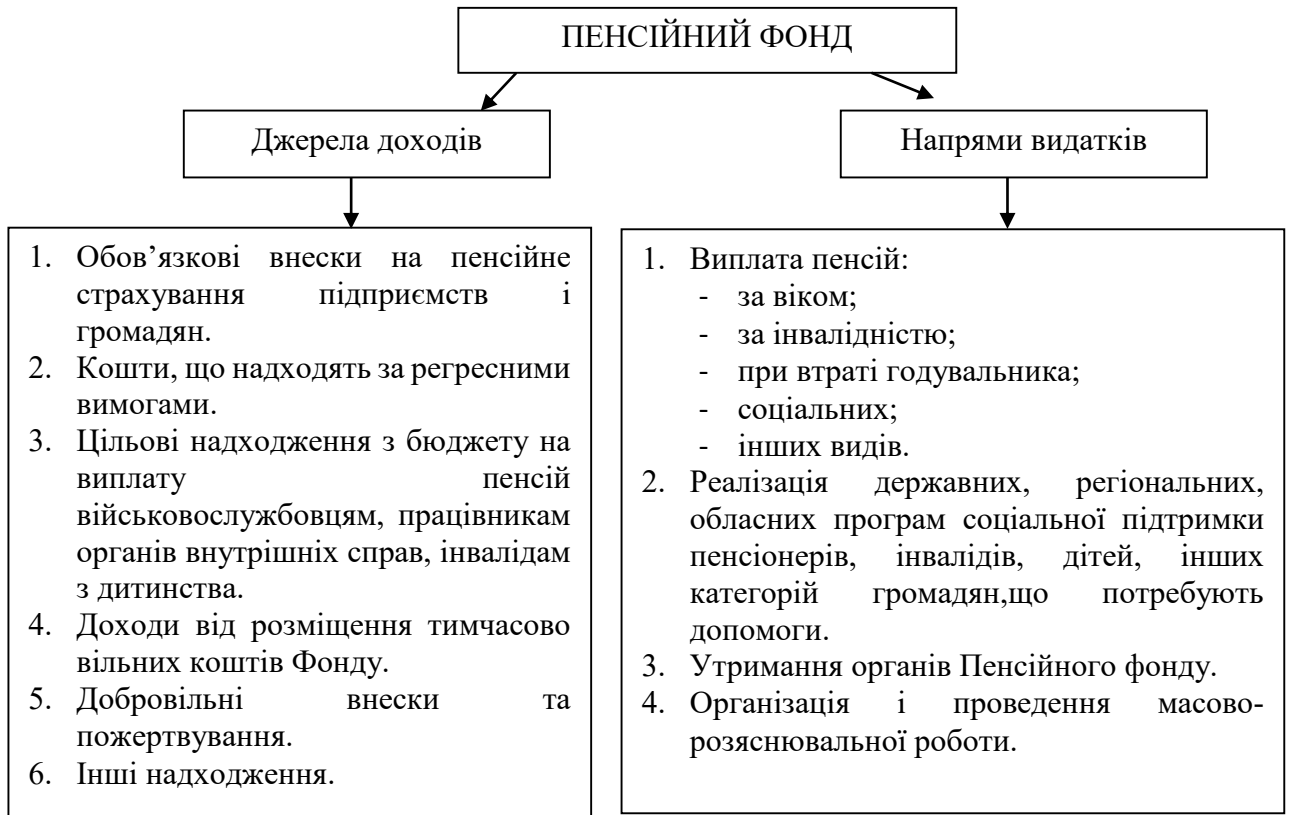 ПЕНСІЙНИЙ ФОНД
Джерела доходів
Напрями видатків
1. Обов’язкові внески на пенсійне
страхування підприємств і
громадян.
2. Кошти, що надходять за регресними
вимогами.
3. Цільові надходження з бюджету на
виплату пенсій
військовослужбовцям, працівникам
органів внутрішніх справ, інвалідам
з дитинства.
4. Доходи від розміщення тимчасово
вільних коштів Фонду.
5. Добровільні внески та
пожертвування.
6. Інші надходження.
1. Виплата пенсій:
- за віком;
- за інвалідністю;
- при втраті годувальника;
- соціальних;
- інших видів.
2. Реалізація державних, регіональних,
обласних програм соціальної підтримки
пенсіонерів, інвалідів, дітей, інших
категорій громадян,що потребують
допомоги.
3. Утримання органів Пенсійного фонду.
4. Організація і проведення масово-
розяснювальної роботи.